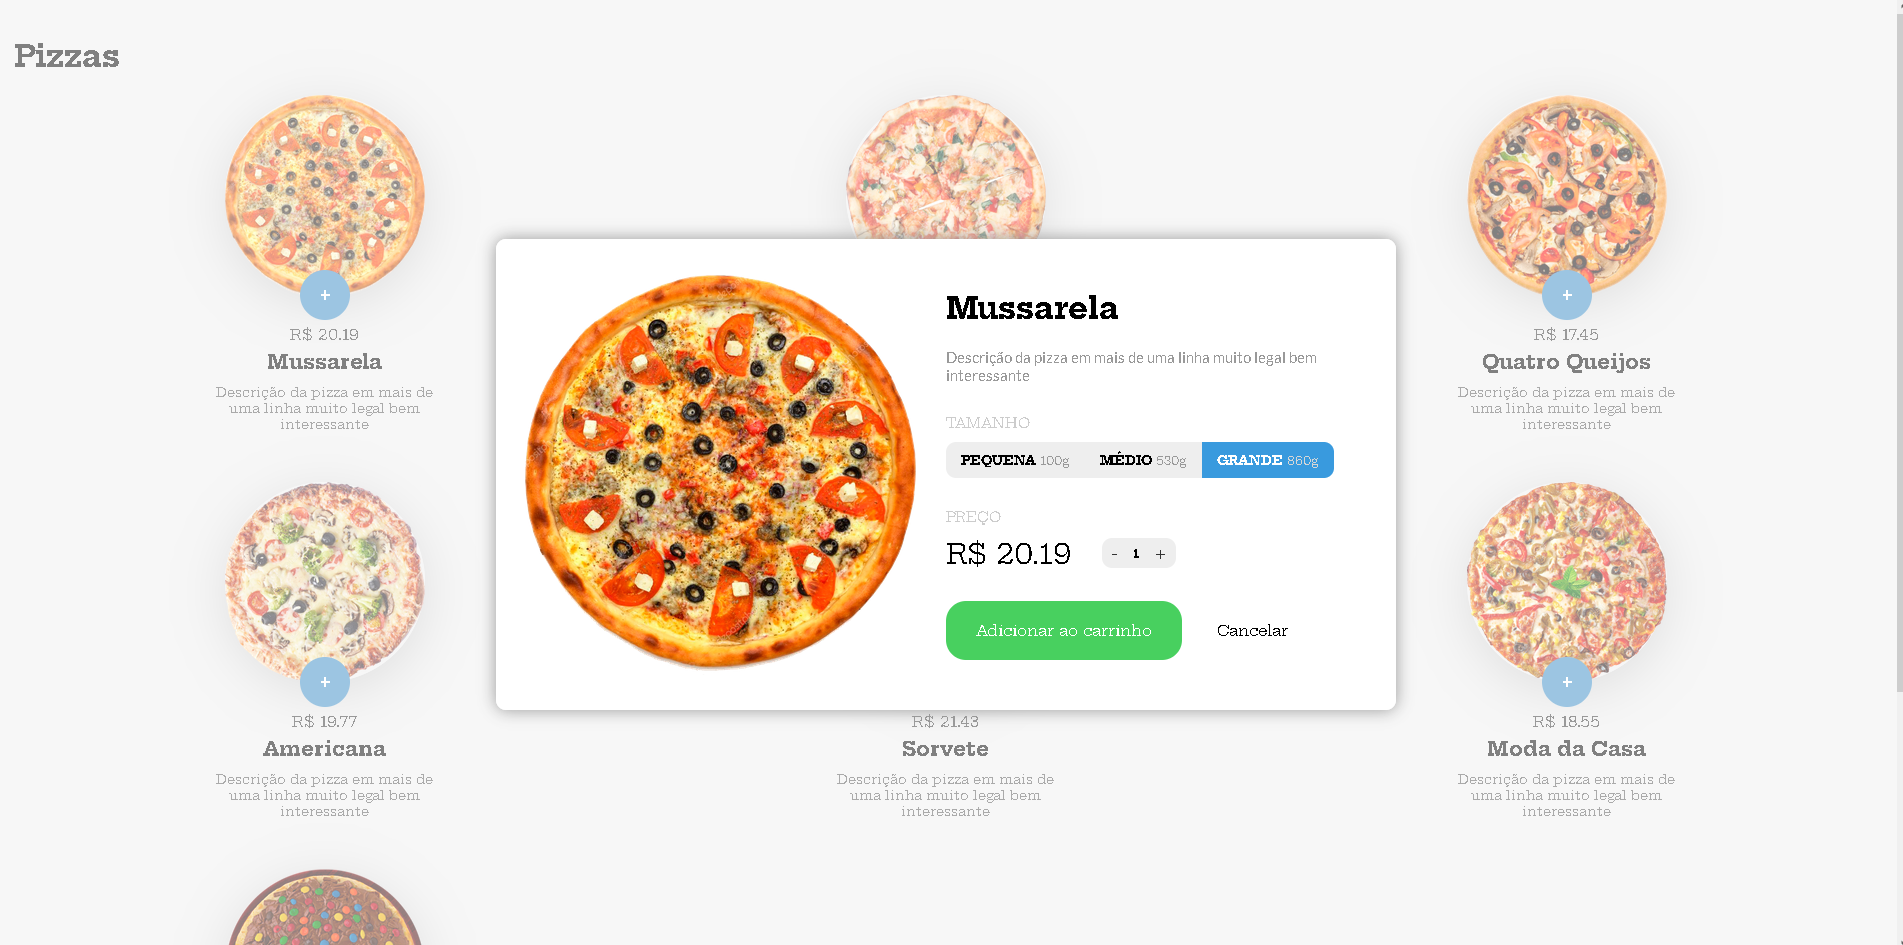 Pizzas
+
R$ 20.19
Mussarela
Descrição da pizza em mais de
uma linha muito legal bem
interessante
+
R$ 17.45
Quatro Queijos
Descrição da pizza em mais de
uma linha muito legal bem
interessante
Mussarela
Descrição da pizza em mais de uma linha muito legal bem
interessante
TAMANHO
PEQUENA 100g MÉDIO 530g GRANDE 860g
PREÇO
R$ 20.19 - 1 +
Adicionar ao carrinho Cancelar
+
R$ 19.77
Americana
Descrição da pizza em mais de
uma linha muito legal bem
interessante
R$ 21.43
Sorvete
Descrição da pizza em mais de
uma linha muito legal bem
interessante
+
R$ 18.55
Moda da Casa
Descrição da pizza em mais de
uma linha muito legal bem
interessante